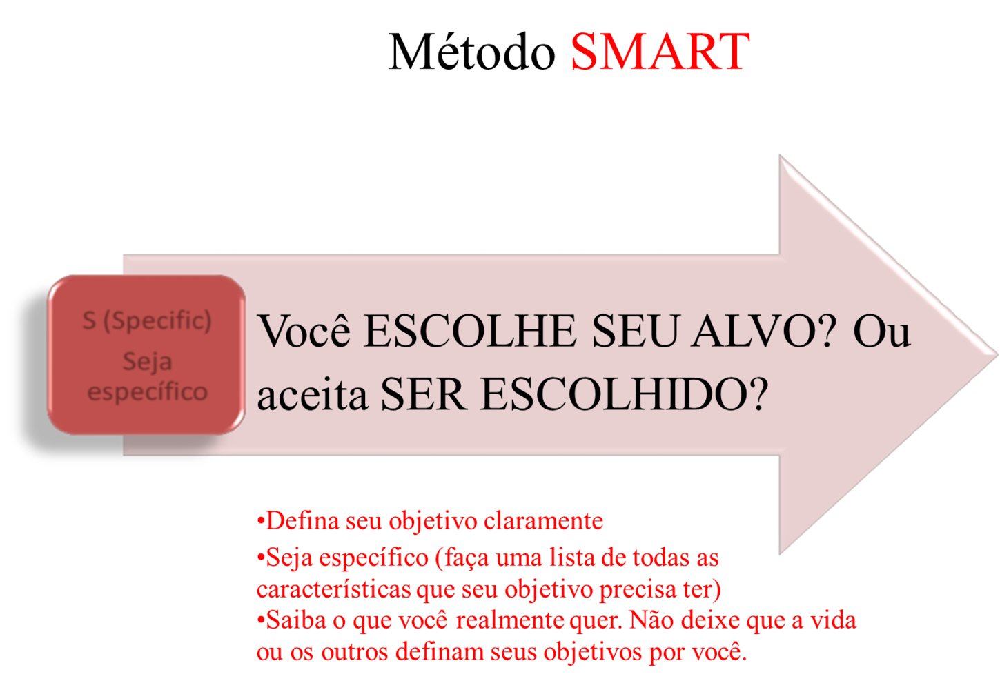 Método SMART
S (Specific)
Seja
específico
Você ESCOLHE SEU ALVO? Ou
aceita SER ESCOLHIDO?
•Defina seu objetivo claramente
•Seja específico (faça uma lista de todas as
características que seu objetivo precisa ter)
•Saiba o que você realmente quer. Não deixe que a vida
ou os outros definam seus objetivos por você.